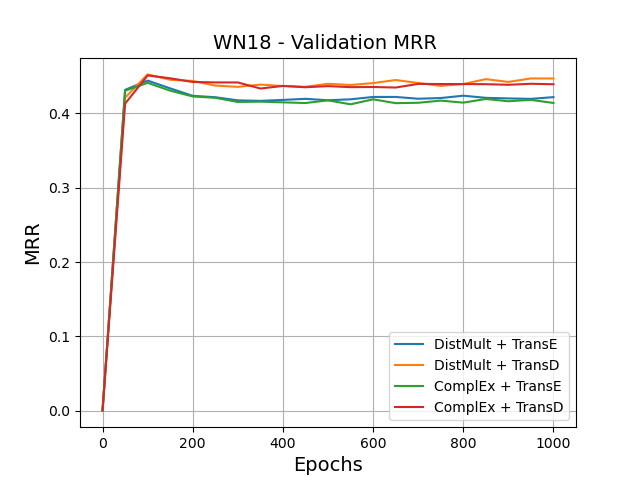 WN18 - Validation MRR
MRR
0.4
0.3
0.2
0.1
0.0
0
200
400
600
800
1000
Epochs
DistMult + TransE
DistMult + TransD
ComplEx + TransE
ComplEx + TransD